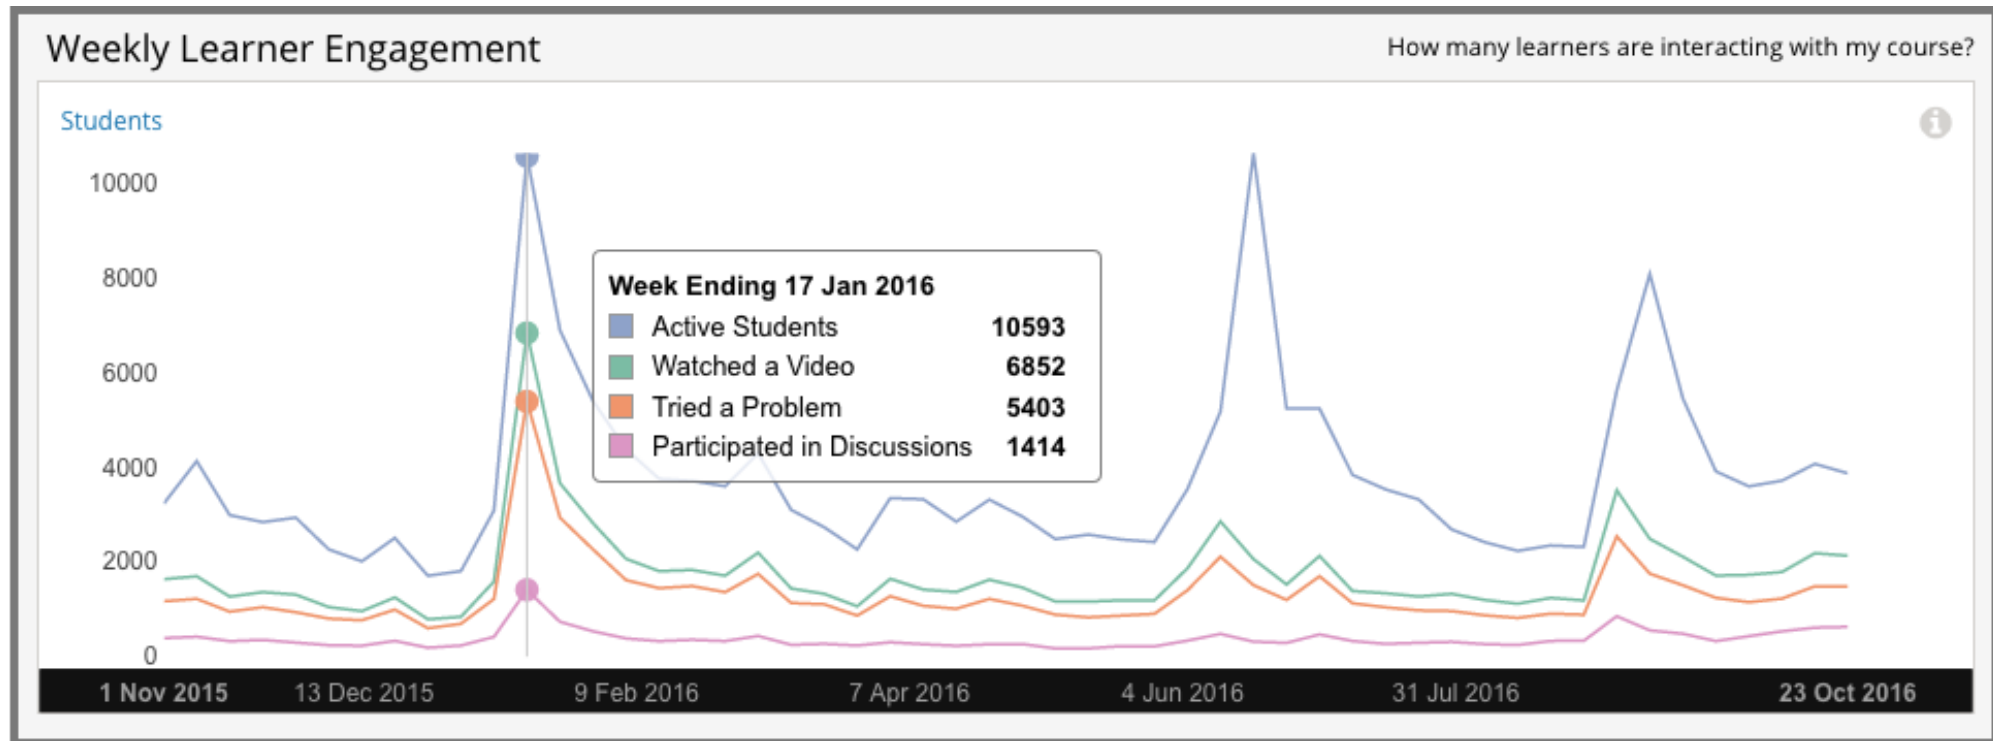 Weekly Learner Engagement
How many learners are interacting with my course?
Students
10000
8000
6000
4000
2000
0
Week Ending 17 Jan 2016
Active Students 10593
Watched a Video 6852
Tried a Problem 5403
Participated in Discussions 1414
1 Nov 2015 13 Dec 2015 9 Feb 2016 7 Apr 2016 4 Jun 2016 31 Jul 2016 23 Oct 2016